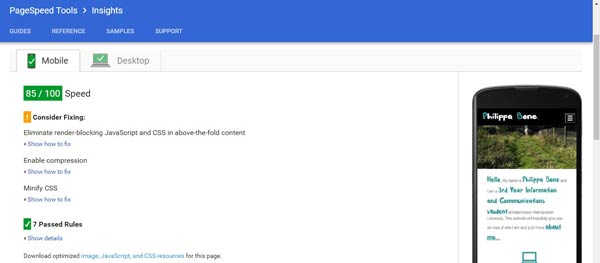 PageSpeed Tools > Insights
GUIDES REFERENCE SAMPLES SUPPORT
Mobile Desktop
85 / 100 Speed
! Consider Fixing:
Eliminate render-blocking JavaScript and CSS in above-the-fold content
Show how to fix
Enable compression
Show how to fix
Minify CSS
Show how to fix
7 Passed Rules
Show details
Download optimized image, JavaScript, and CSS resources for this page.
Philippa Bone.
Hello, My name is Philippa Bone and
I am a 3rd Year Information
and Communications
student at Manchester Metropolitan
University. This website will hopefully give you
an idea of who I am and a bit more about
me...